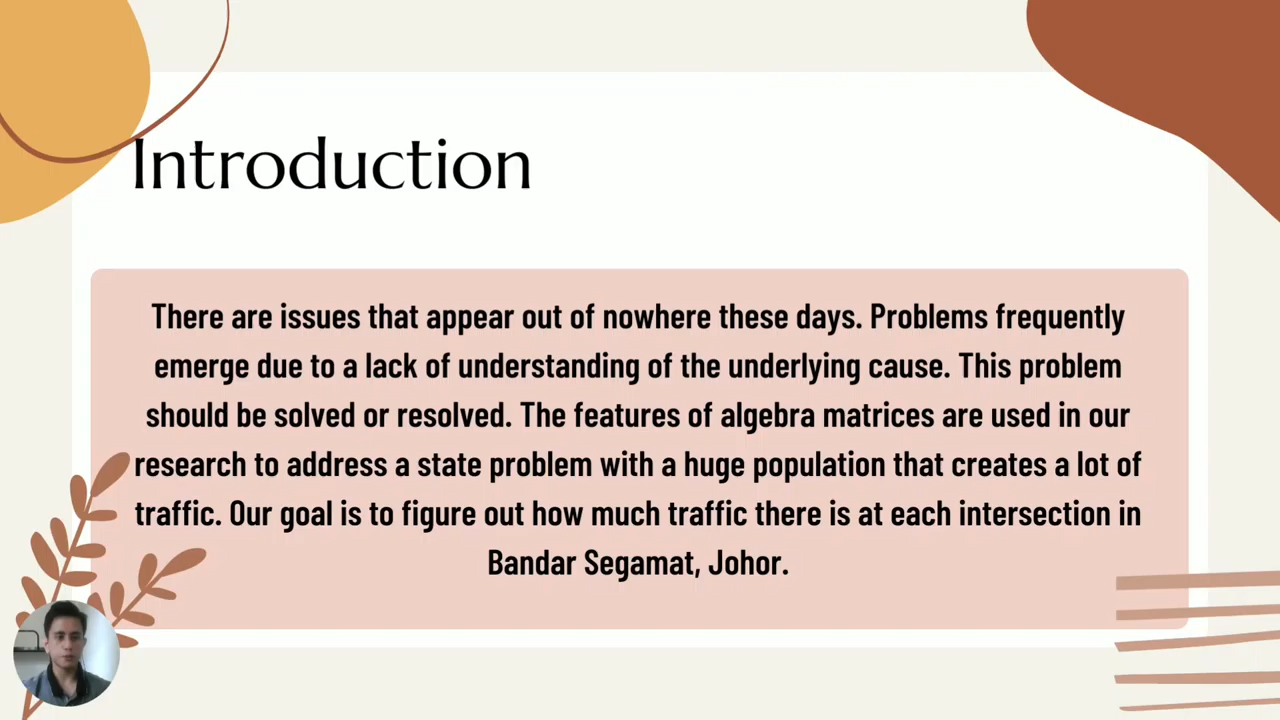 Introduction
There are issues that appear out of nowhere these days. Problems frequently
emerge due to a lack of understanding of the underlying cause. This problem
should be solved or resolved. The features of algebra matrices are used in our
research to address a state problem with a huge population that creates a lot of
traffic. Our goal is to figure out how much traffic there is at each intersection in
Bandar Segamat, Johor.